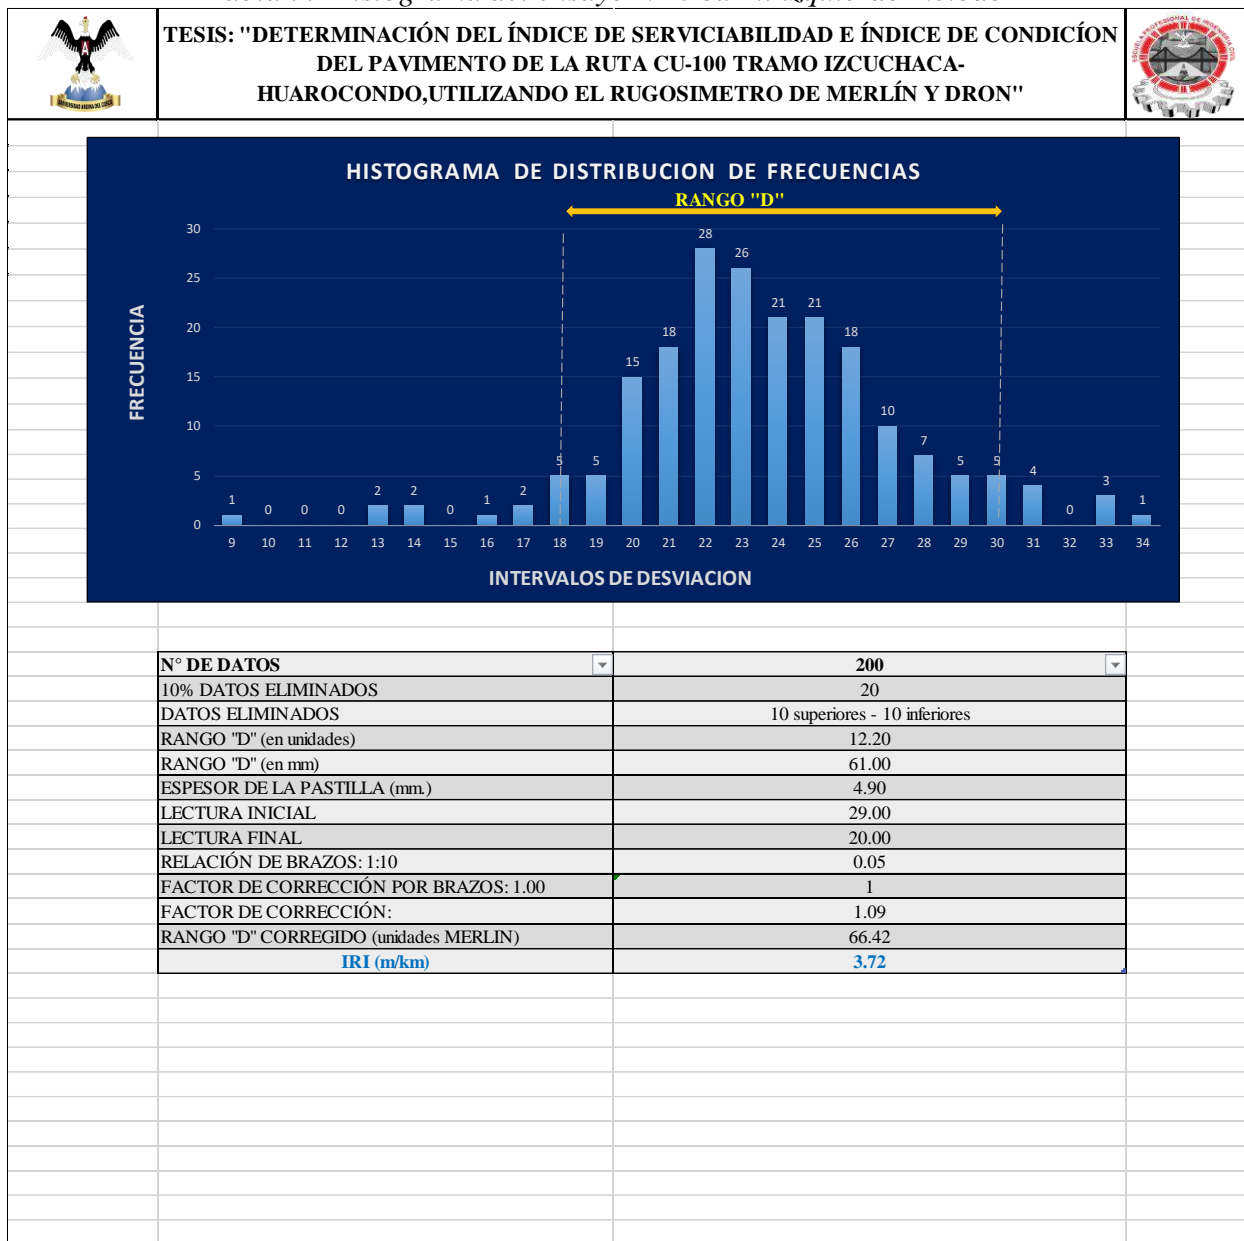 TESIS: "DETERMINACIÓN DEL ÍNDICE DE SERVICIABILIDAD E ÍNDICE DE CONDICÍON
DEL PAVIMENTO DE LA RUTA CU-100 TRAMO IZCUCHACA-
HUAROCONDO,UTILIZANDO EL RUGOSIMETRO DE MERLÍN Y DRON"
UNIVERSIDAD ANDINA DEL CUSCO
HISTOGRAMA DE DISTRIBUCION DE FRECUENCIAS
RANGO "D"
FRECUENCIA
30
25
20
15
10
5
0
1 0 0 0 2 2 0 1 2 5 5 15 18 28 26 21 21 18 10 7 5 5 4 0 3 1
9 10 11 12 13 14 15 16 17 18 19 20 21 22 23 24 25 26 27 28 29 30 31 32 33 34
INTERVALOS DE DESVIACION
N° DE DATOS 200
10% DATOS ELIMINADOS 20
DATOS ELIMINADOS 10 superiores - 10 inferiores
RANGO "D" (en unidades) 12.20
RANGO "D" (en mm) 61.00
ESPESOR DE LA PASTILLA (mm.) 4.90
LECTURA INICIAL 29.00
LECTURA FINAL 20.00
RELACIÓN DE BRAZOS: 1:10 0.05
FACTOR DE CORRECCIÓN POR BRAZOS: 1.00 1
FACTOR DE CORRECCIÓN: 1.09
RANGO "D" CORREGIDO (unidades MERLIN) 66.42
IRI (m/km) 3.72